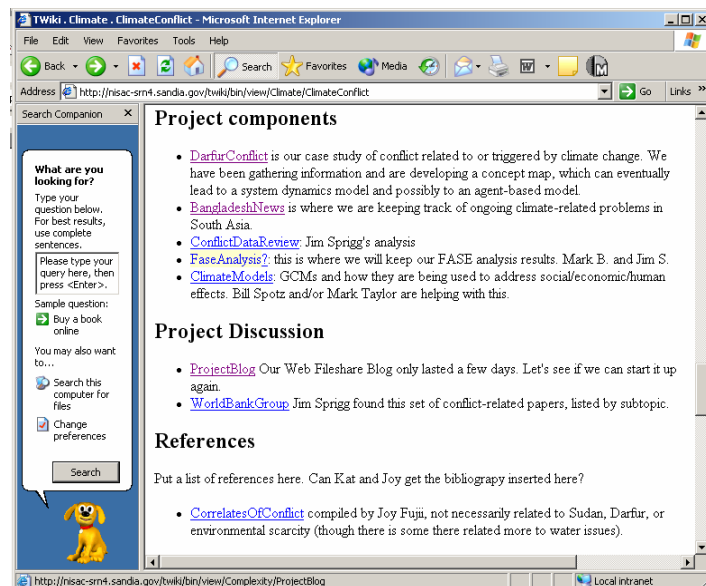 TWiki . Climate . ClimateConflict - Microsoft Internet Explorer
File Edit View Favorites Tools Help
Back Search Favorites Media
Address http://nisac-srn4.sandia.gov/twiki/bin/view/Climate/ClimateConflict Go Links »
Search Companion ×
What are you
looking for?
Type your
question below.
For best results,
use complete
sentences.
Please type your
query here, then
press <Enter>.
Sample question:
Buy a book
online
You may also want
to...
Search this
computer for
files
Change
preferences
Search
Project components
• DarfurConflict is our case study of conflict related to or triggered by climate change. We
have been gathering information and are developing a concept map, which can eventually
lead to a system dynamics model and possibly to an agent-based model.
• BangladeshNews is where we are keeping track of ongoing climate-related problems in
South Asia.
• ConflictDataReview: Jim Sprigg's analysis
• FaseAnalysis?: this is where we will keep our FASE analysis results. Mark B. and Jim S.
• ClimateModels: GCMs and how they are being used to address social/economic/human
effects. Bill Spotz and/or Mark Taylor are helping with this.
Project Discussion
• ProjectBlog Our Web Fileshare Blog only lasted a few days. Let's see if we can start it up
again.
• WorldBankGroup Jim Sprigg found this set of conflict-related papers, listed by subtopic.
References
Put a list of references here. Can Kat and Joy get the bibliograpy inserted here?
• CorrelatesOfConflict compiled by Joy Fujii, not necessarily related to Sudan, Darfur, or
environmental scarcity (though there is some there related more to water issues).
http://nisac-srn4.sandia.gov/twiki/bin/view/Complexity/ProjectBlog Local intranet